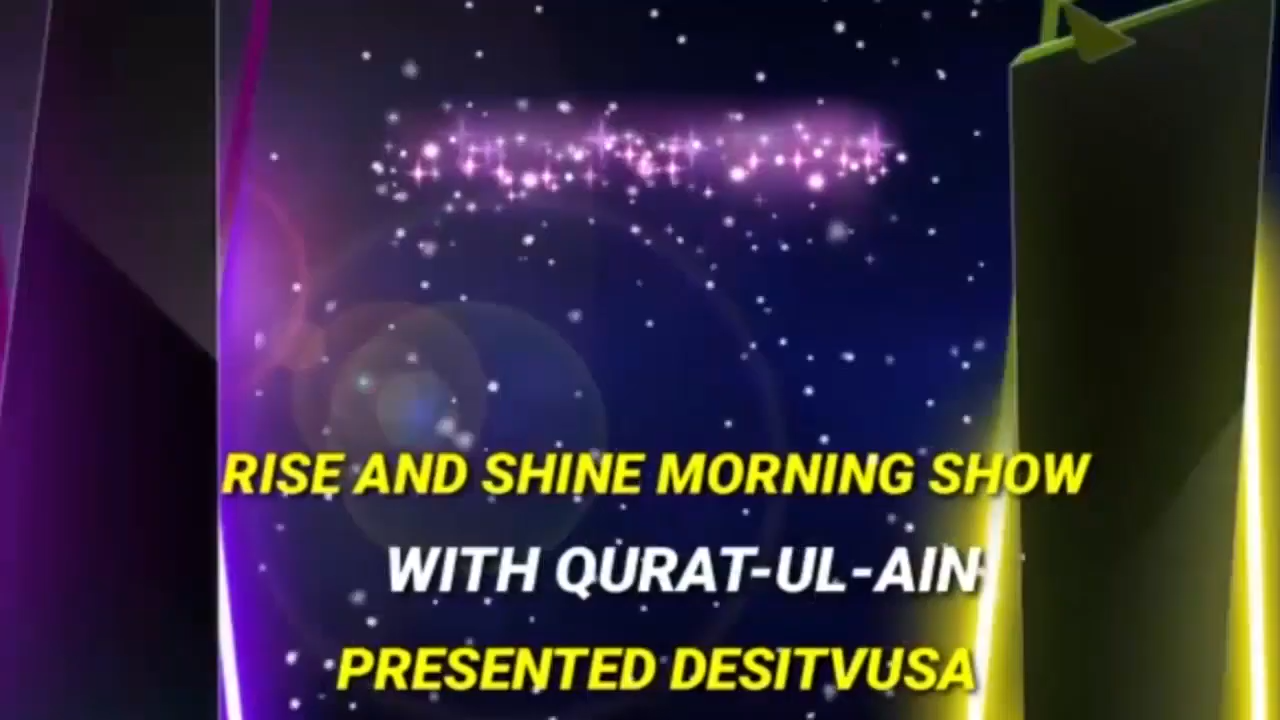 RISE AND SHINE MORNING SHOW
WITH QURAT-UL-AIN
PRESENTED DESITVUSA